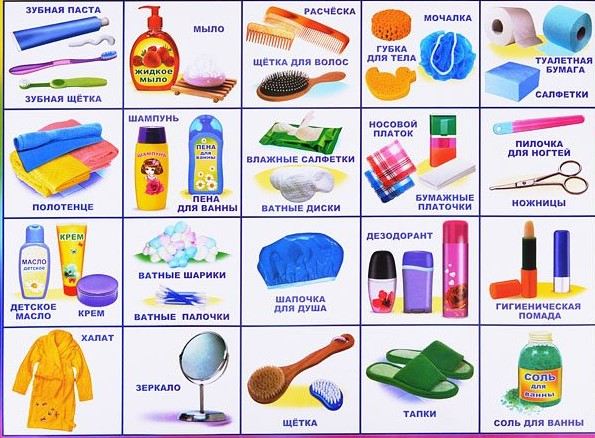 ЗУБНАЯ ПАСТА
ЗУБНАЯ ЩЁТКА
МЫЛО
ЖИДКОЕ
МЫЛО
РАСЧЁСКА
ЩЁТКА ДЛЯ ВОЛОС
МОЧАЛКА
ГУБКА
ДЛЯ ТЕЛА
ТУАЛЕТНАЯ
БУМАГА
САЛФЕТКИ
ПОЛОТЕНЦЕ
ШАМПУНЬ
ШАМПУНЬ
ПЕНА
ДЛЯ
ВАННЫ
ПЕНА
ДЛЯ ВАННЫ
ВЛАЖНЫЕ САЛФЕТКИ
ВАТНЫЕ ДИСКИ
НОСОВОЙ
ПЛАТОК
БУМАЖНЫЕ
ПЛАТОЧКИ
ПИЛОЧКА
ДЛЯ НОГТЕЙ
НОЖНИЦЫ
КРЕМ
МАСЛО
ДЕТСКОЕ
ДЕТСКОЕ
МАСЛО
КРЕМ
ВАТНЫЕ ШАРИКИ
ВАТНЫЕ ПАЛОЧКИ
ШАПОЧКА
ДЛЯ ДУША
ДЕЗОДОРАНТ
ГИГИЕНИЧЕСКАЯ
ПОМАДА
ХАЛАТ
ЗЕРКАЛО
ЩЁТКА
ТАПКИ
СОЛЬ
ДЛЯ
ВАННЫ
СОЛЬ ДЛЯ ВАННЫ